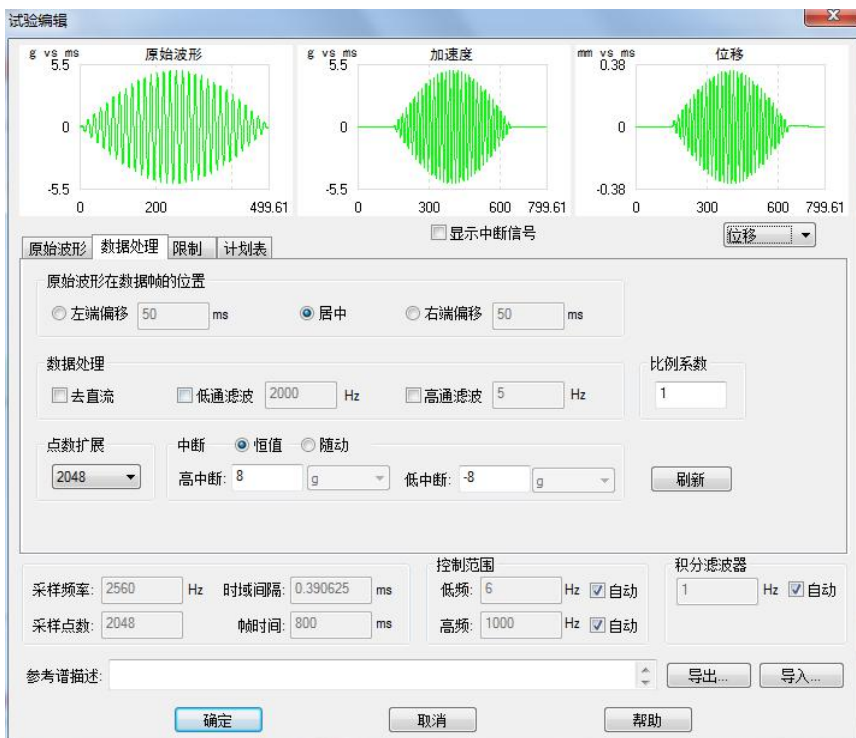 试验编辑
g vs ms 原始波形
5.5
0
-5.5
0 200 499.61
g vs ms 加速度
5.5
0
-5.5
0 300 600 799.61
mm vs ms 位移
0.38
0
-0.38
0 300 600 799.61
显示中断信号 位移
原始波形 数据处理 限制 计划表
原始波形在数据帧的位置
左端偏移 50 ms 居中 右端偏移 50 ms
数据处理 比例系数
去直流 低通滤波 2000 Hz 高通滤波 5 Hz 1
点数扩展 中断 恒值 随动
2048 高中断: 8 g 低中断: -8 g 刷新
控制范围 积分滤波器
采样频率: 2560 Hz 时域间隔: 0.390625 ms 低频: 6 Hz 自动 1 Hz 自动
采样点数: 2048 帧时间: 800 ms 高频: 1000 Hz 自动
参考谱描述: 导出... 导入...
确定 取消 帮助